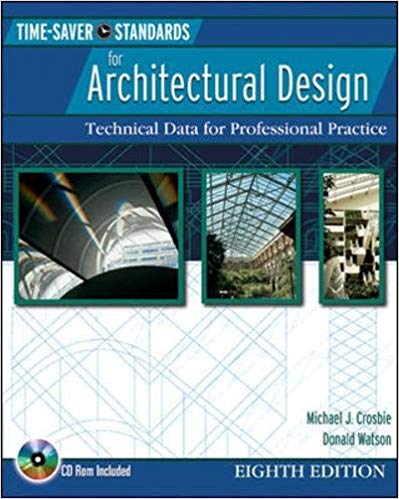 TIME-SAVER STANDARDS
for
Architectural Design
Technical Data for Professional Practice
Michael J. Crosbie
Donald Watson
CD Rom Included
EIGHTH EDITION